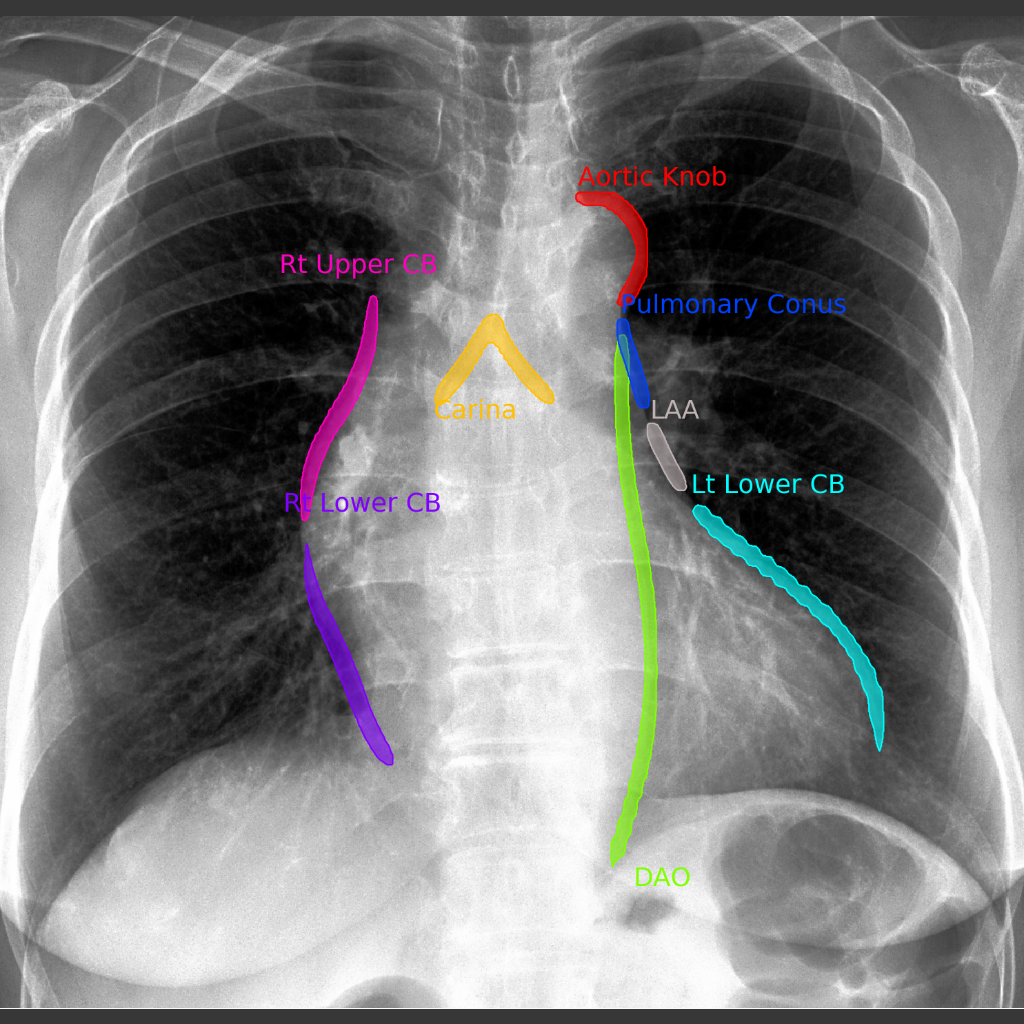 Aortic Knob
Rt Upper CB
Pulmonary Conus
Carina
LAA
Lt Lower CB
Rt Lower CB
DAO